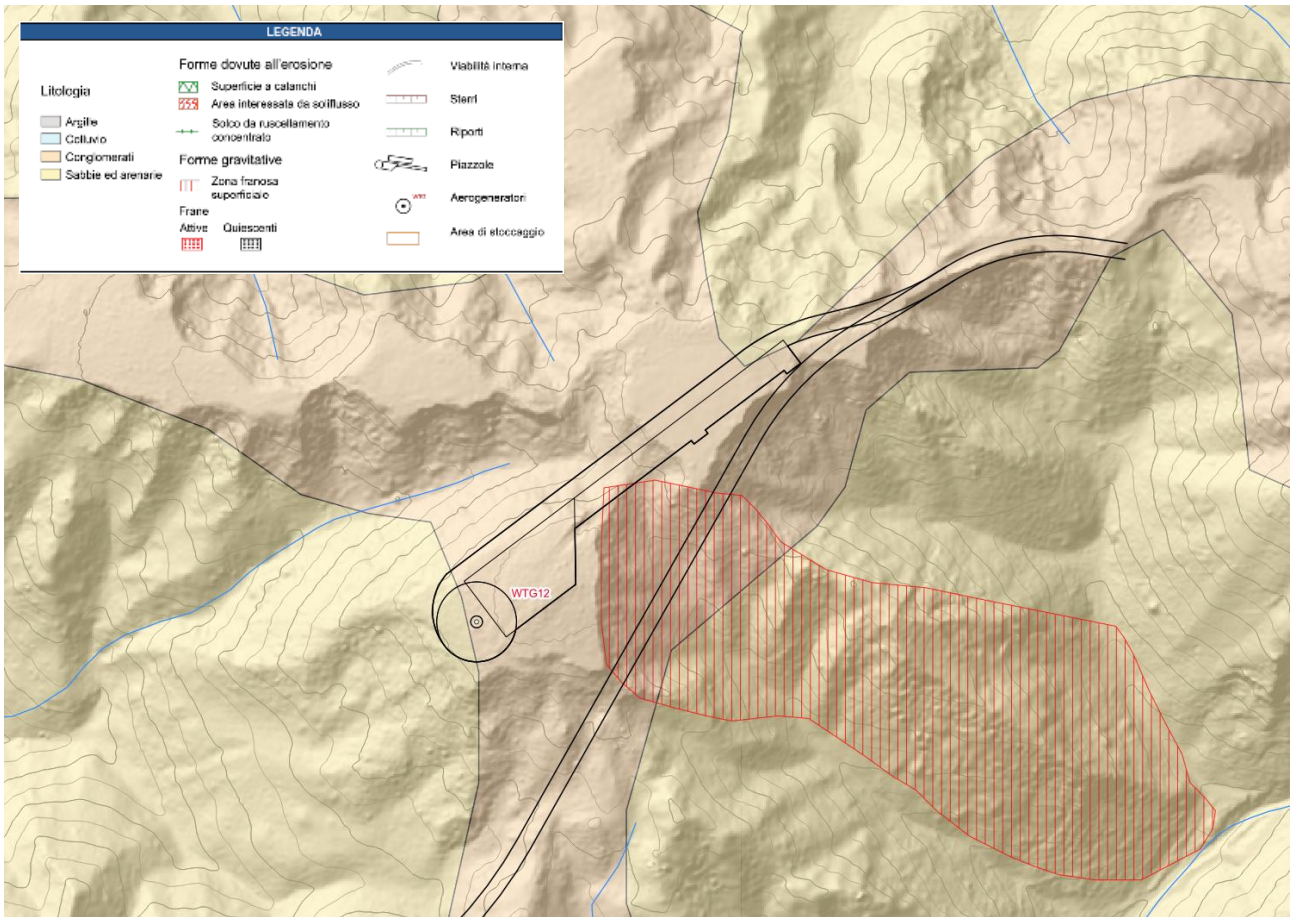 LEGENDA
Litologia
Argille
Colluvio
Conglomerati
Sabbie ed arenarie
Forme dovute all'erosione
Superficie a calanchi
Area interessata da soliflusso
Solco da ruscellamento
concentrato
Forme gravitative
Zona franosa
superficiale
Frane
Attive Quiescenti
Viabilità interna
Sterri
Riporti
Piazzole
Aerogeneratori
Area di stoccaggio
WTG12